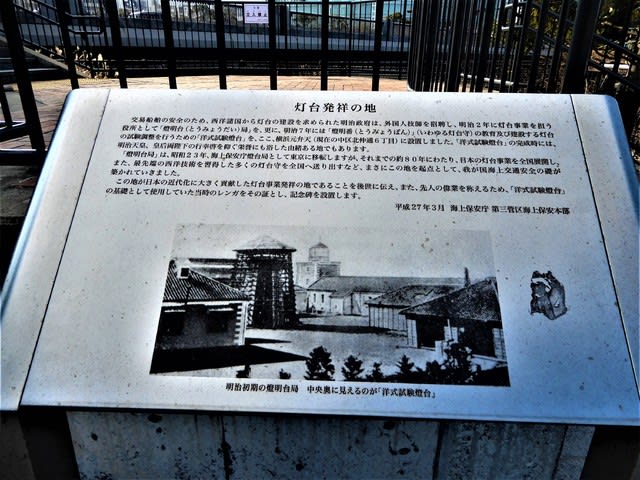 灯台発祥の地
交易船舶の安全のため、西洋諸国から灯台の建設を求められた明治政府は、外国人技師を招聘し、明治2年に灯台事業を担う
役所として「燈明台（とうみょうだい）局」を、更に、明治7年には「燈明番（とうみょうばん）」（いわゆる灯台守）の教育及び建設する灯台
の試験調整を行うための「洋式試験燈台」を、ここ、横浜元弁天（現在の中区北仲通6丁目）に設置しました。「洋式試験燈台」の完成時には、
明治天皇、皇后両陛下の行幸啓を仰ぐ栄誉にも浴した由緒ある地でもあります。
「燈明台局」は、昭和23年、海上保安庁燈台局として東京に移転しますが、それまでの約80年にわたり、日本の灯台事業を全国展開し、
また、最先端の西洋技術を習得した多くの灯台守を全国へ送り出すなど、まさにこの地を起点として、我が国海上交通安全の礎が
築かれていきました。
この地が日本の近代化に大きく貢献した灯台事業発祥の地であることを後世に伝え、また、先人の偉業を称えるため、「洋式試験燈台」
の基礎として使用していた当時のレンガをその証とし、記念碑を設置します。
平成27年3月 海上保安庁 第三管区海上保安本部
明治初期の燈明台局 中央奥に見えるのが「洋式試験燈台」